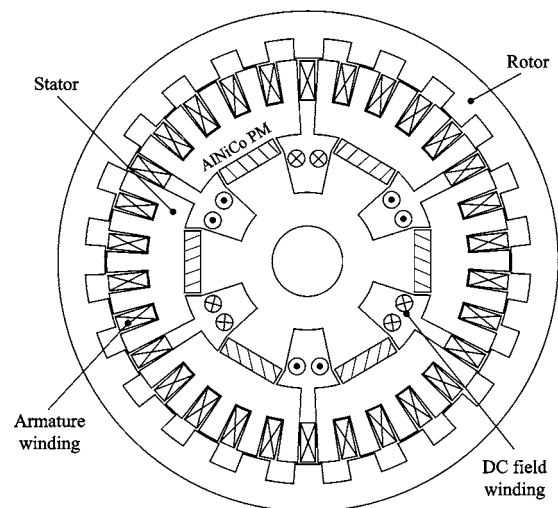 Stator
Rotor
AlNiCo PM
Armature
winding
DC field
winding